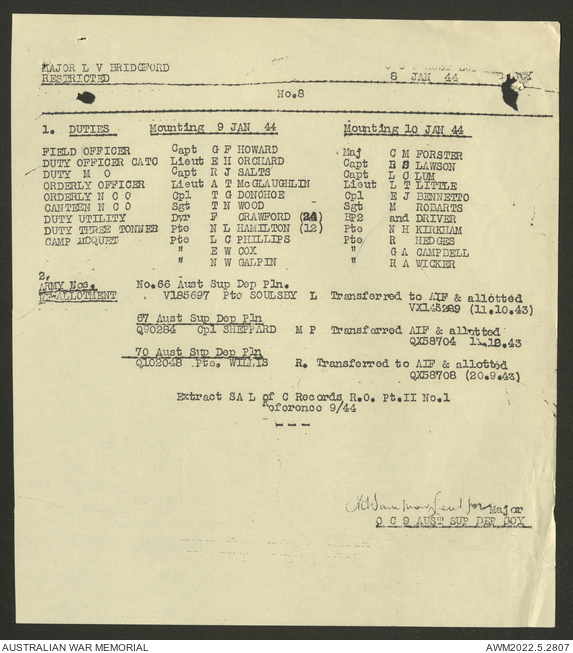 MAJOR L V BRIDGFORD
RESTRICTED 8 JAN 44
No.8
1. DUTIES Mounting 9 JAN 44 Mounting 10 JAN 44
FIELD OFFICER Capt G F HOWARD Maj C M FORSTER
DUTY OFFICER CATC Lieut E H ORCHARD Capt R S LAWSON
DUTY M O Capt R J SALTS Capt L C LUM
ORDERLY OFFICER Lieut A T McGLAUGHLIN Lieut L T LITTLE
ORDERLY N C O Cpl T G DONOHOE Cpl E J BENNETTO
CANTEEN N C O Sgt T N WOOD Sgt M ROBARTS
DUTY UTILITY Dvr F CRAWFORD (24) BP2 and DRIVER
DUTY THREE TONNER Pte N L HAMILTON (12) Pte N H KIRKHAM
CAMP PICQUET Pte L C PHILLIPS Pte R HEDGES
" E W COX " G A CAMPBELL
" N W GALPIN " H A WICKER
2.
ARMY Nos. No.66 Aust Sup Dep Pln.
RE-ALLOTMENT V185697 Pte SOULSBY L Transferred to AIF & allotted
VX145289 (11.10.43)
67 Aust Sup Dep Pln
Q90284 Cpl SHEPPARD M P Transferred AIF & allotted
QX58704
70 Aust Sup Dep Pln
Q102048 Pte. WILLIS R. Transferred to AIF & allotted
QX58708 (20.9.43)
Extract SA L of C Records R.O. Pt.II No.1
oference 9/44
---
for Major
O C 9 AUST SUP DEP COY
AUSTRALIAN WAR MEMORIAL AWM2022.5.2807